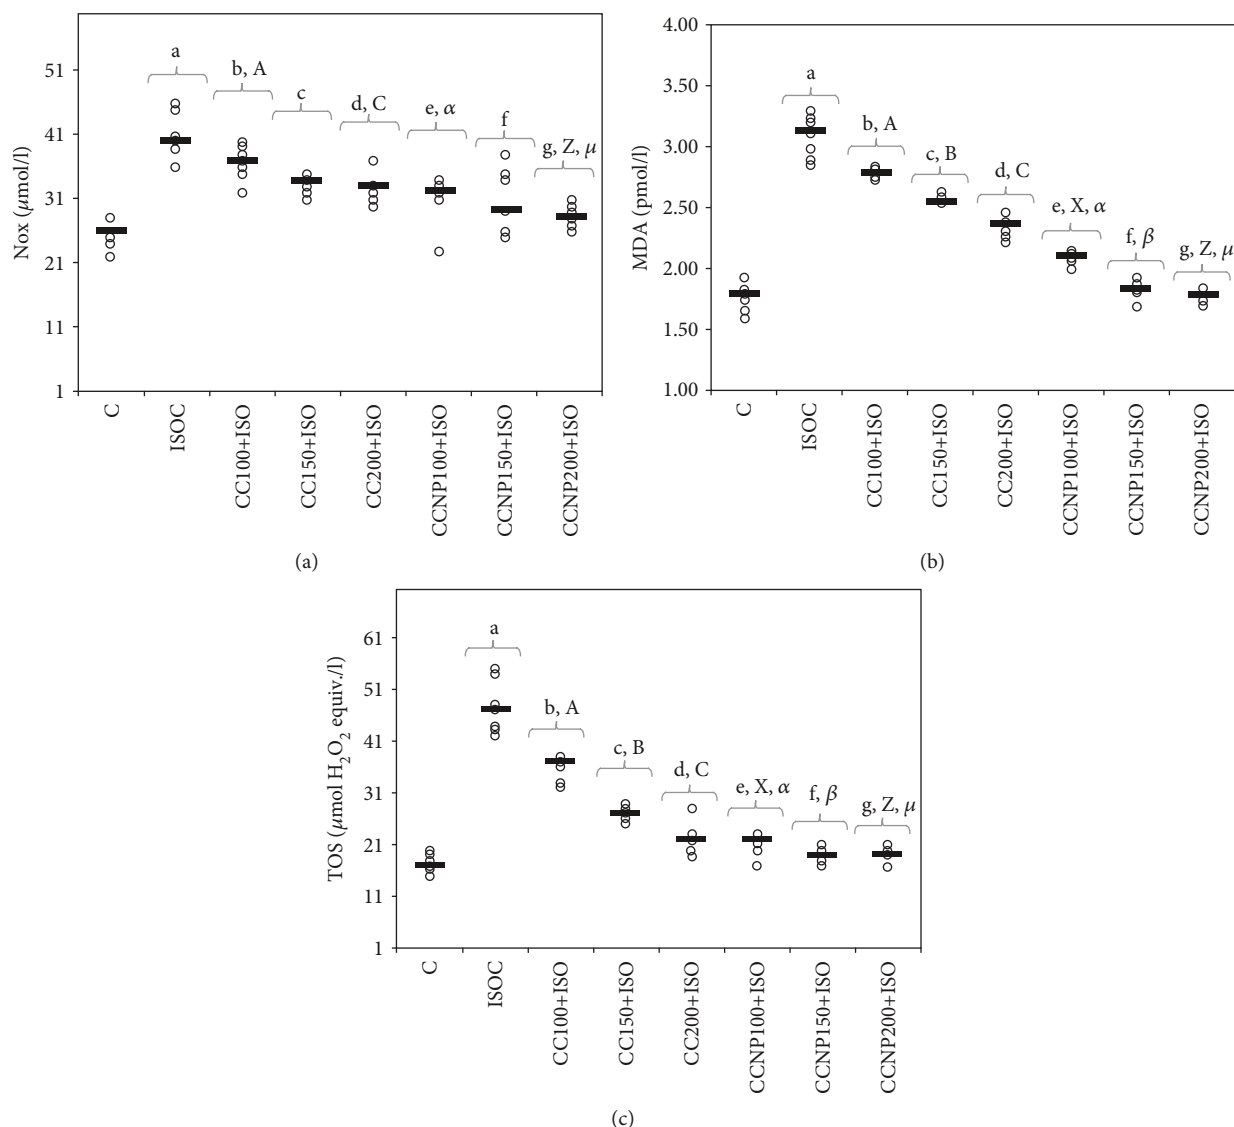 Nox (μmol/l)
51
41
31
21
11
1
a
b, A
c
d, C
e, α
f
g, Z, μ
C
ISOC
CC100+ISO
CC150+ISO
CC200+ISO
CCNP100+ISO
CCNP150+ISO
CCNP200+ISO
(a)
MDA (pmol/l)
4.00
3.50
3.00
2.50
2.00
1.50
1.00
a
b, A
c, B
d, C
e, X, α
f, β
g, Z, μ
C
ISOC
CC100+ISO
CC150+ISO
CC200+ISO
CCNP100+ISO
CCNP150+ISO
CCNP200+ISO
(b)
TOS (μmol H₂O₂ equiv./l)
61
51
41
31
21
11
1
a
b, A
c, B
d, C
e, X, α
f, β
g, Z, μ
C
ISOC
CC100+ISO
CC150+ISO
CC200+ISO
CCNP100+ISO
CCNP150+ISO
CCNP200+ISO
(c)